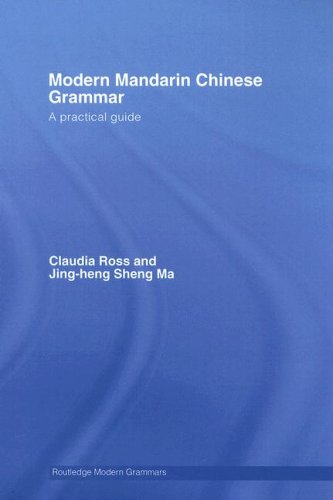 Modern Mandarin Chinese
Grammar
A practical guide
Claudia Ross and
Jing-heng Sheng Ma
Routledge Modern Grammars